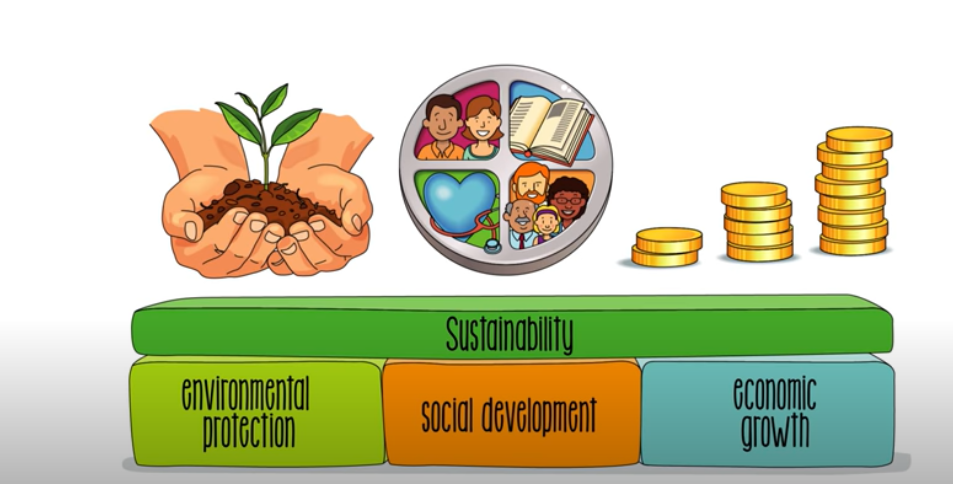 Sustainability
environmental
protection
social development
economic
growth